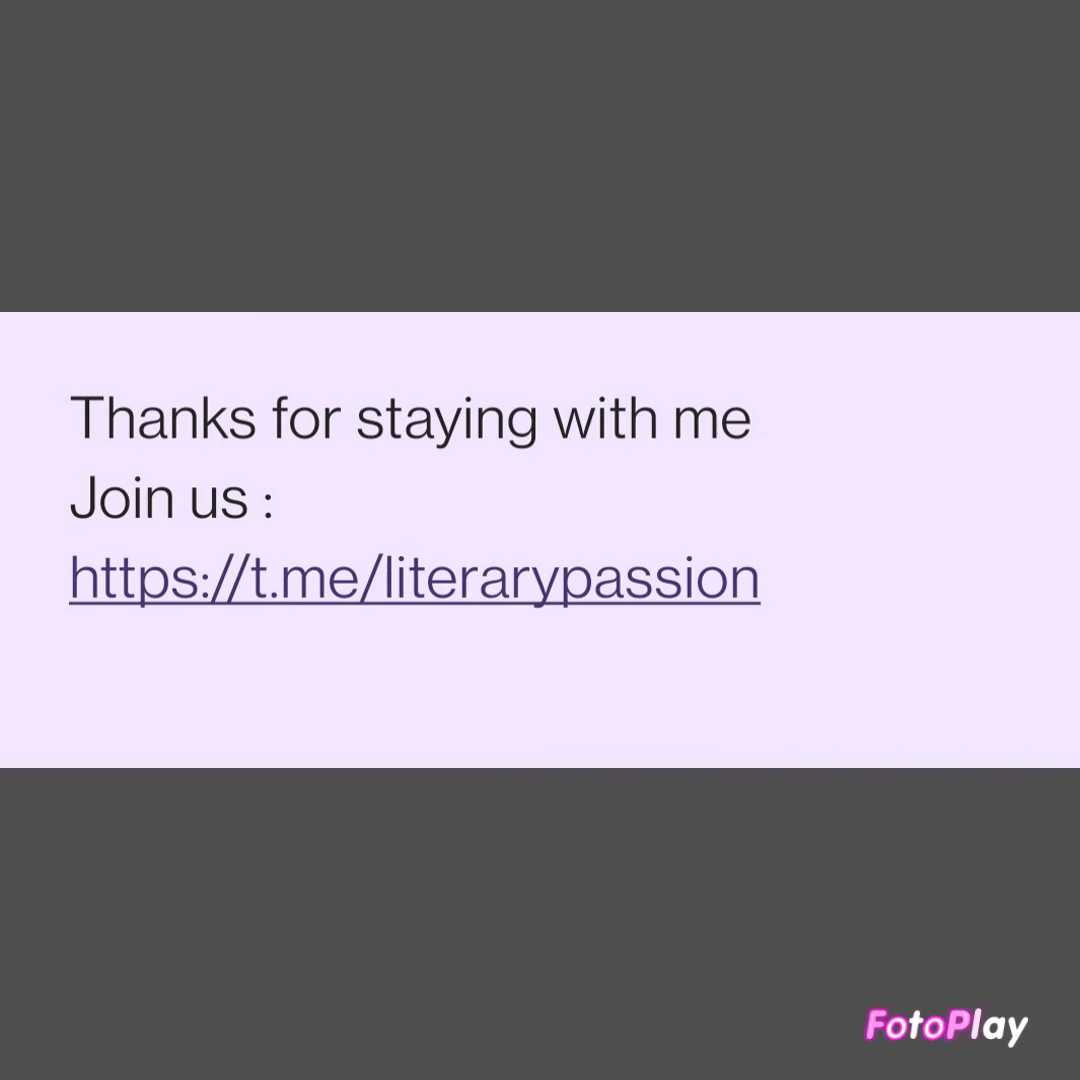 Thanks for staying with me
Join us :
https://t.me/literarypassion
FotoPlay